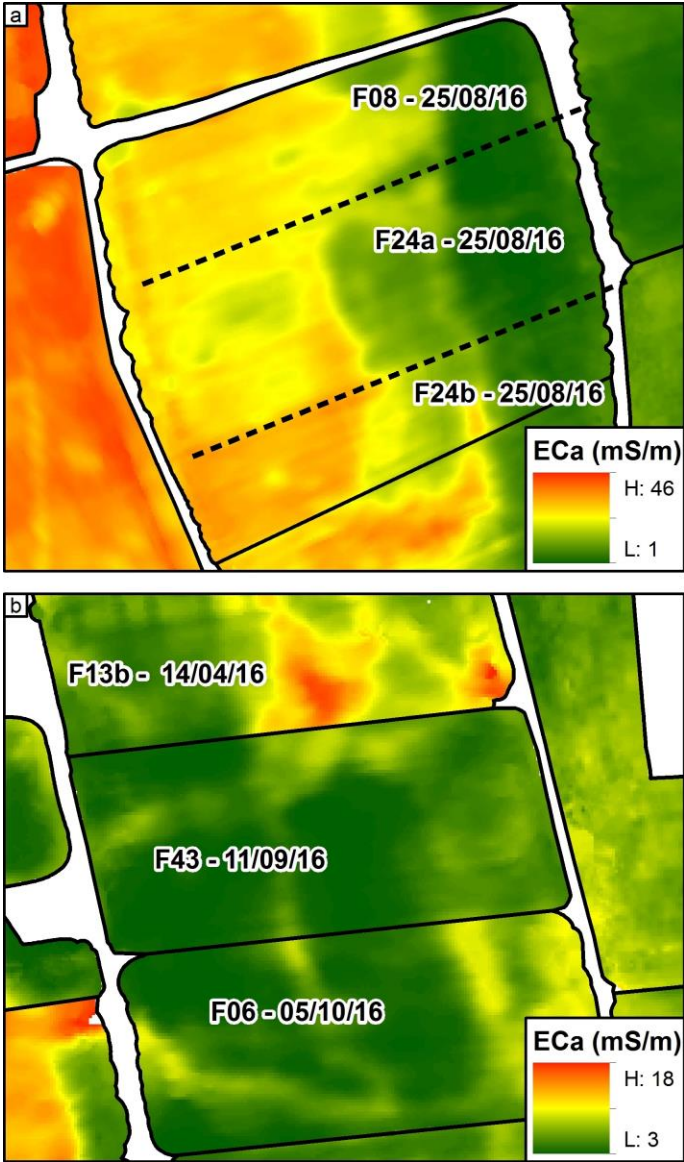 a
F08 - 25/08/16
F24a - 25/08/16
F24b - 25/08/16
ECa (mS/m)
H: 46
L: 1
b
F13b - 14/04/16
F43 - 11/09/16
F06 - 05/10/16
ECa (mS/m)
H: 18
L: 3